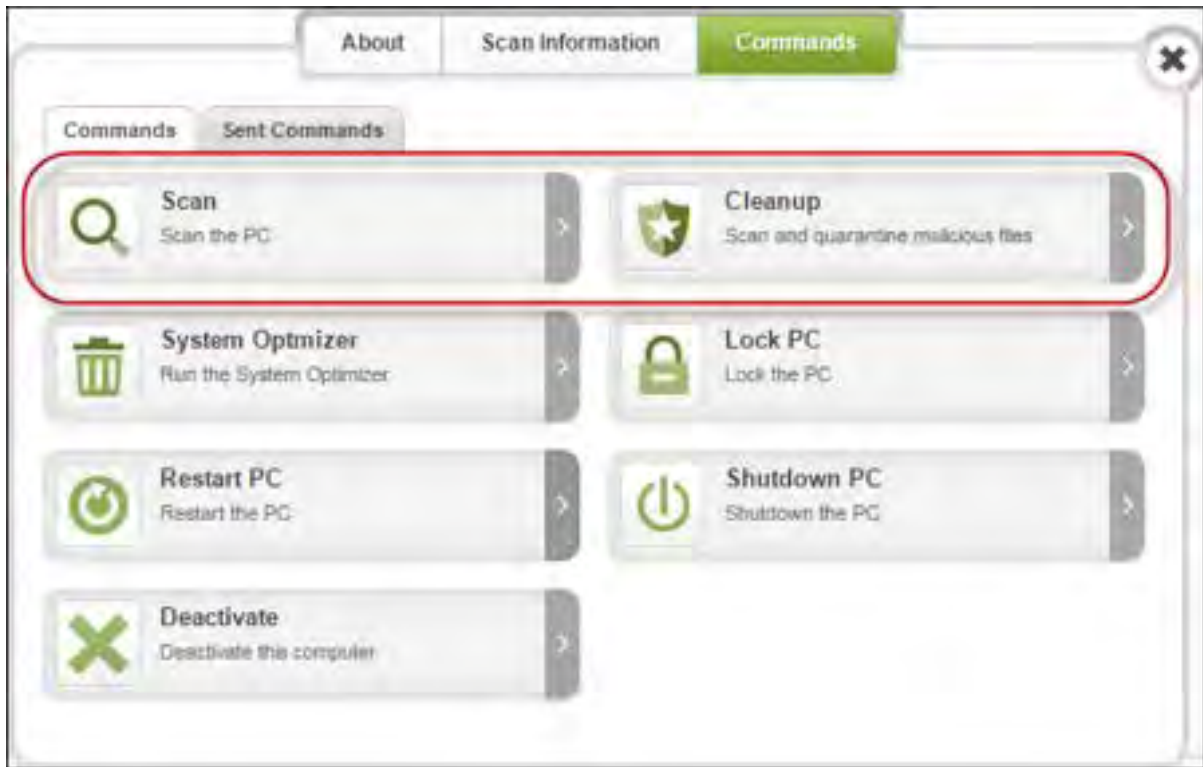 About
Scan Information
Commands
Commands
Sent Commands
Scan
Scan the PC
Cleanup
Scan and quarantine malicious files
System Optmizer
Run the System Optimizer
Lock PC
Lock the PC
Restart PC
Restart the PC
Shutdown PC
Shutdown the PC
Deactivate
Deactivate this computer